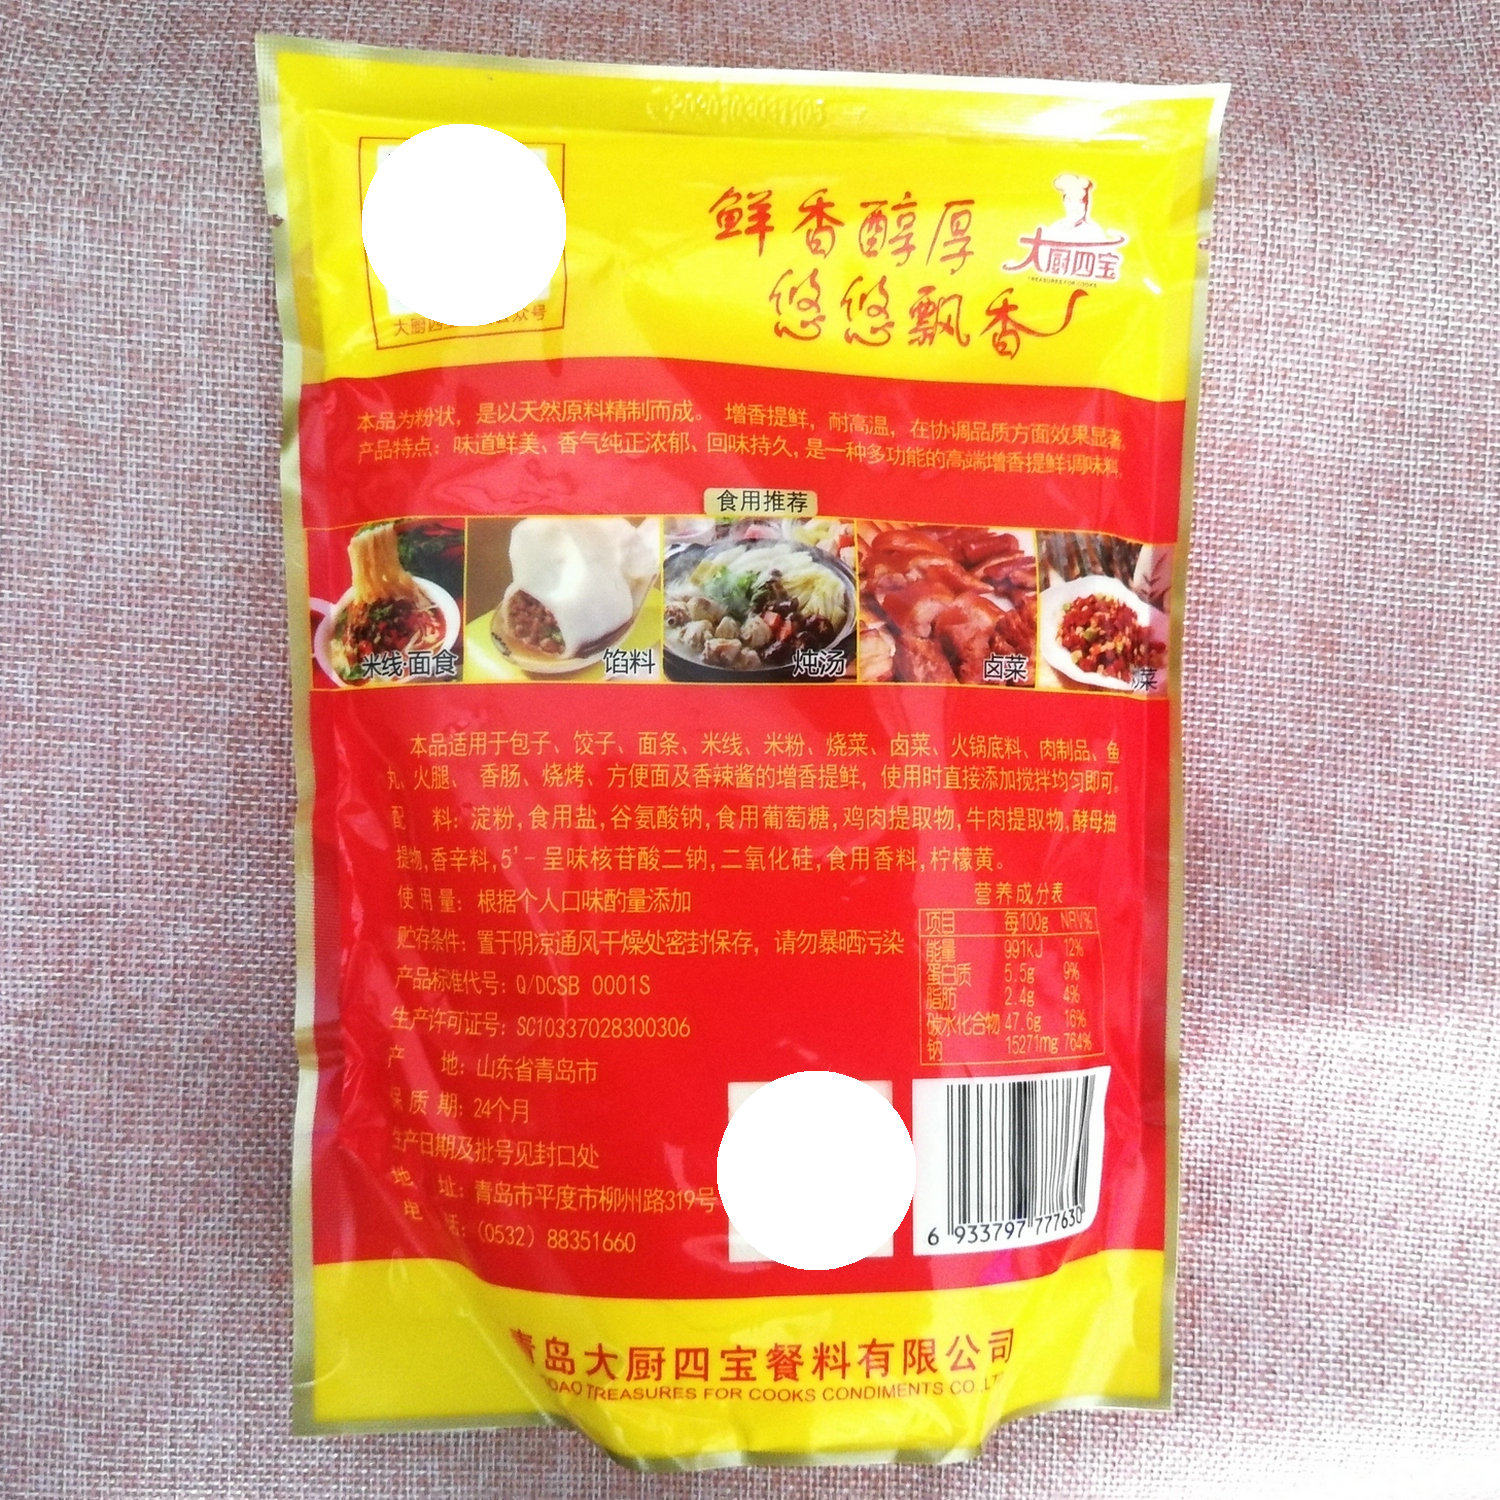 鲜香醇厚
悠悠飘香
大厨四宝
TREASURES FOR COOKS
大厨四
众号
本品为粉状，是以天然原料精制而成。 增香提鲜，耐高温，在协调品质方面效果显著。
产品特点：味道鲜美、香气纯正浓郁、回味持久，是一种多功能的高端增香提鲜调味料。
食用推荐
米线·面食
馅料
炖汤
卤菜
菜
本品适用于包子、饺子、面条、米线、米粉、烧菜、卤菜、火锅底料、肉制品、鱼
丸、火腿、 香肠、烧烤、方便面及香辣酱的增香提鲜，使用时直接添加搅拌均匀即可。
配 料：淀粉,食用盐,谷氨酸钠,食用葡萄糖,鸡肉提取物,牛肉提取物,酵母抽
提物,香辛料,5'-呈味核苷酸二钠,二氧化硅,食用香料,柠檬黄。
使 用 量：根据个人口味酌量添加
贮存条件：置于阴凉通风干燥处密封保存，请勿暴晒污染
产品标准代号：Q/DCSB 0001S
生产许可证号：SC10337028300306
产 地：山东省青岛市
保 质 期：24个月
生产日期及批号见封口处
地 址：青岛市平度市柳州路319号
电 话：（0532）88351660
营养成分表
项目 每100g NRV%
能量 991kJ 12%
蛋白质 5.5g 9%
脂肪 2.4g 4%
碳水化合物 47.6g 16%
钠 15271mg 764%
6 933797 777630
青岛大厨四宝餐料有限公司
DAO TREASURES FOR COOKS CONDIMENTS CO.,LT